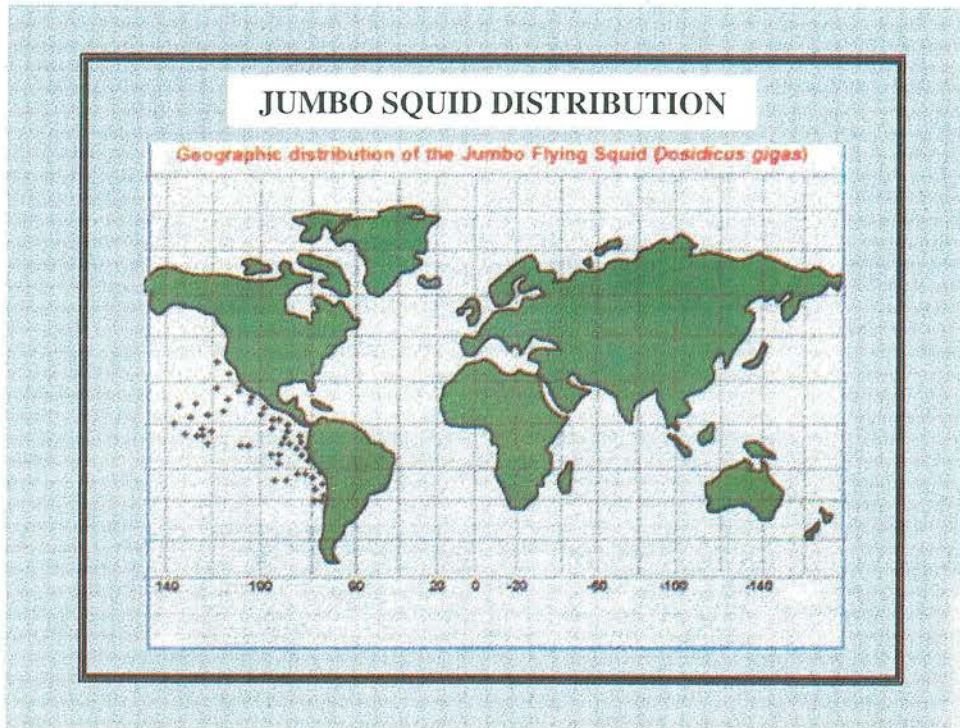 JUMBO SQUID DISTRIBUTION
Geographic distribution of the Jumbo Flying Squid (Dosidicus gigas)
140 100 60 20 0 -20 -60 -100 -140